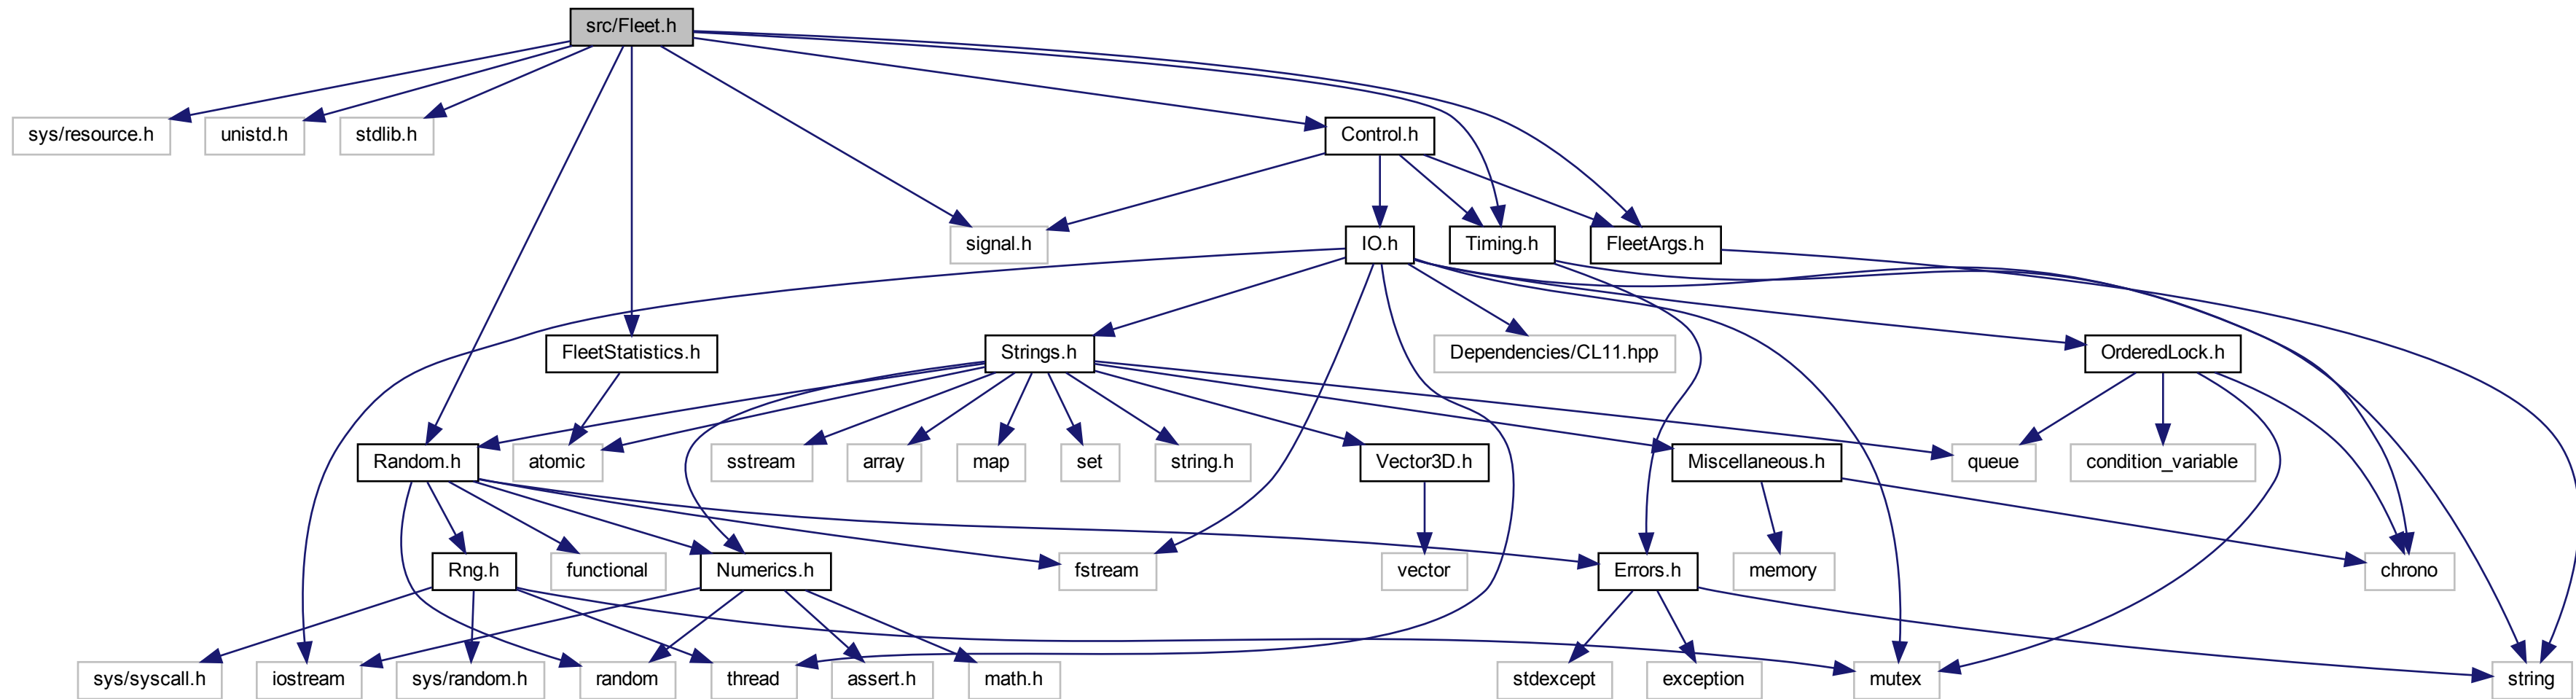 src/Fleet.h
sys/resource.h
unistd.h
stdlib.h
Control.h
signal.h
IO.h
Timing.h
FleetArgs.h
FleetStatistics.h
Strings.h
Dependencies/CL11.hpp
OrderedLock.h
Random.h
atomic
sstream
array
map
set
string.h
Vector3D.h
Miscellaneous.h
queue
condition_variable
Rng.h
functional
Numerics.h
fstream
vector
Errors.h
memory
chrono
sys/syscall.h
iostream
sys/random.h
random
thread
assert.h
math.h
stdexcept
exception
mutex
string